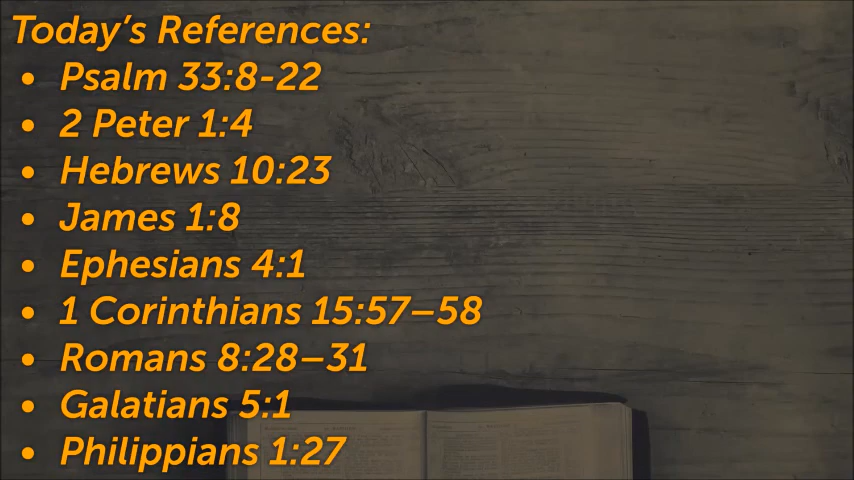 Today’s References:
• Psalm 33:8-22
• 2 Peter 1:4
• Hebrews 10:23
• James 1:8
• Ephesians 4:1
• 1 Corinthians 15:57–58
• Romans 8:28–31
• Galatians 5:1
• Philippians 1:27